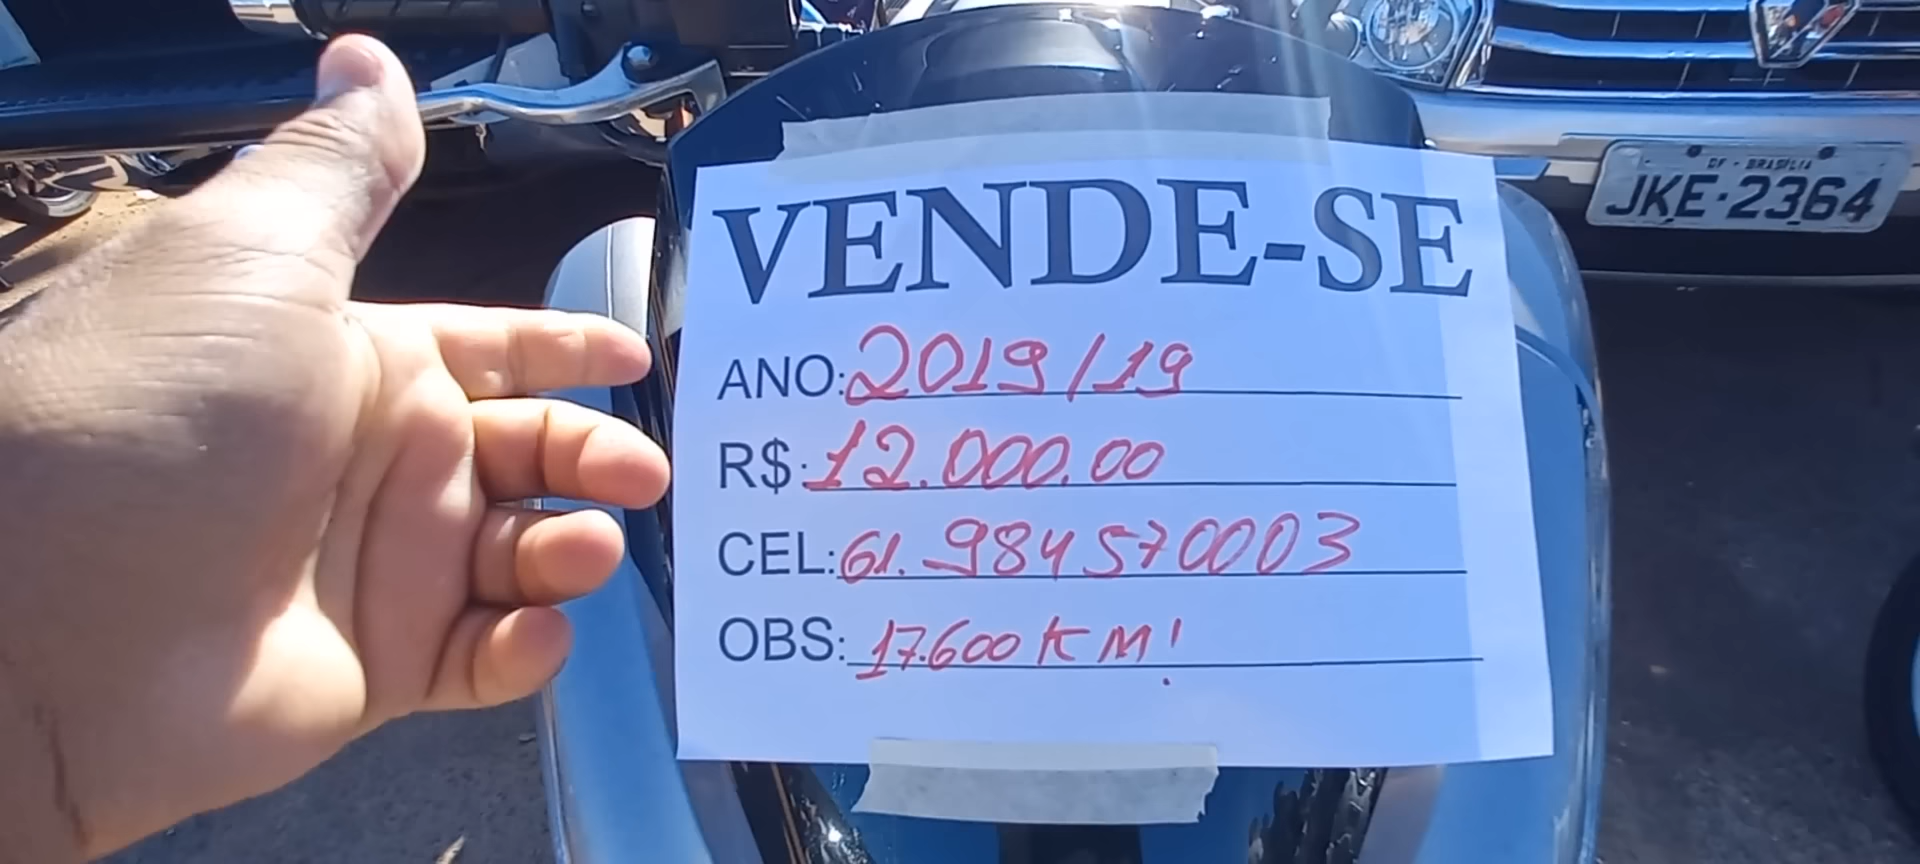 DF - BRASÍLIA
JKE·2364
VENDE-SE
ANO: 2019/19
R$: 12.000.00
CEL: 61. 984570003
OBS: 17.600 KM!